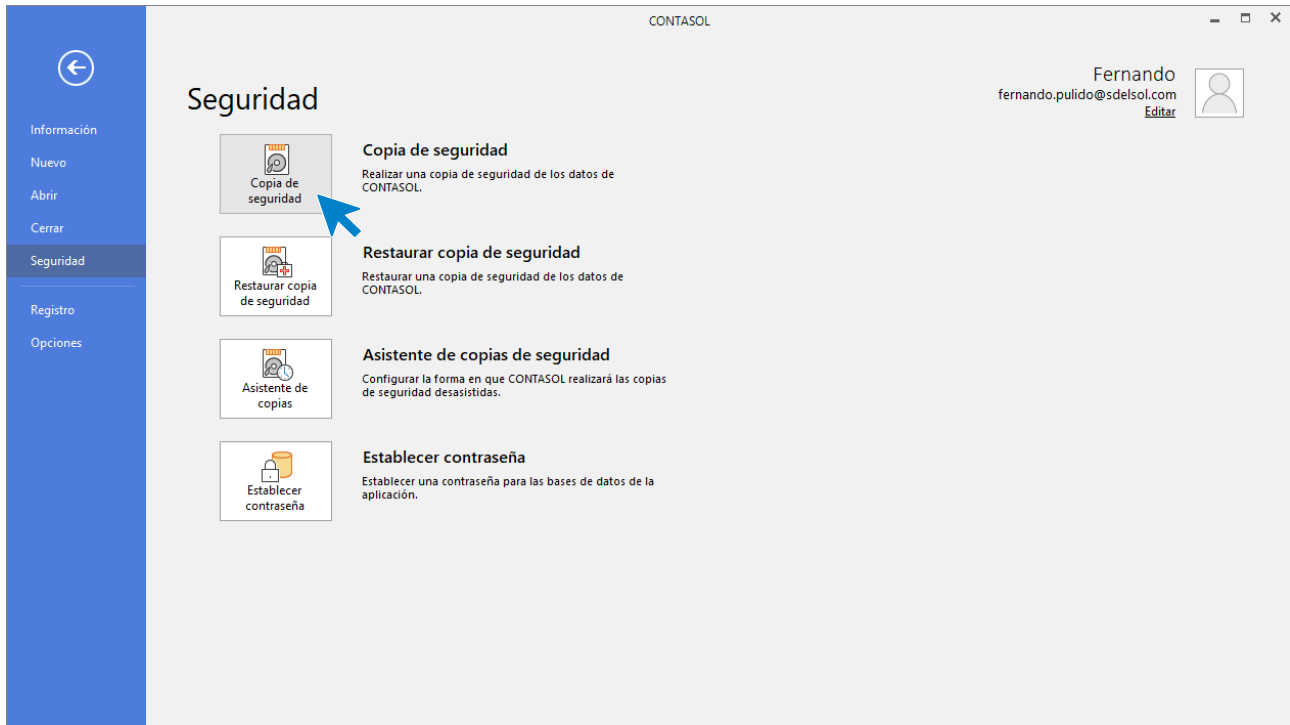 CONTASOL
Fernando
fernando.pulido@sdelsol.com
Editar
Información
Nuevo
Abrir
Cerrar
Seguridad
Registro
Opciones
Seguridad
Copia de
seguridad
Copia de seguridad
Realizar una copia de seguridad de los datos de
CONTASOL.
Restaurar copia
de seguridad
Restaurar copia de seguridad
Restaurar una copia de seguridad de los datos de
CONTASOL.
Asistente de
copias
Asistente de copias de seguridad
Configurar la forma en que CONTASOL realizará las copias
de seguridad desasistidas.
Establecer
contraseña
Establecer contraseña
Establecer una contraseña para las bases de datos de la
aplicación.